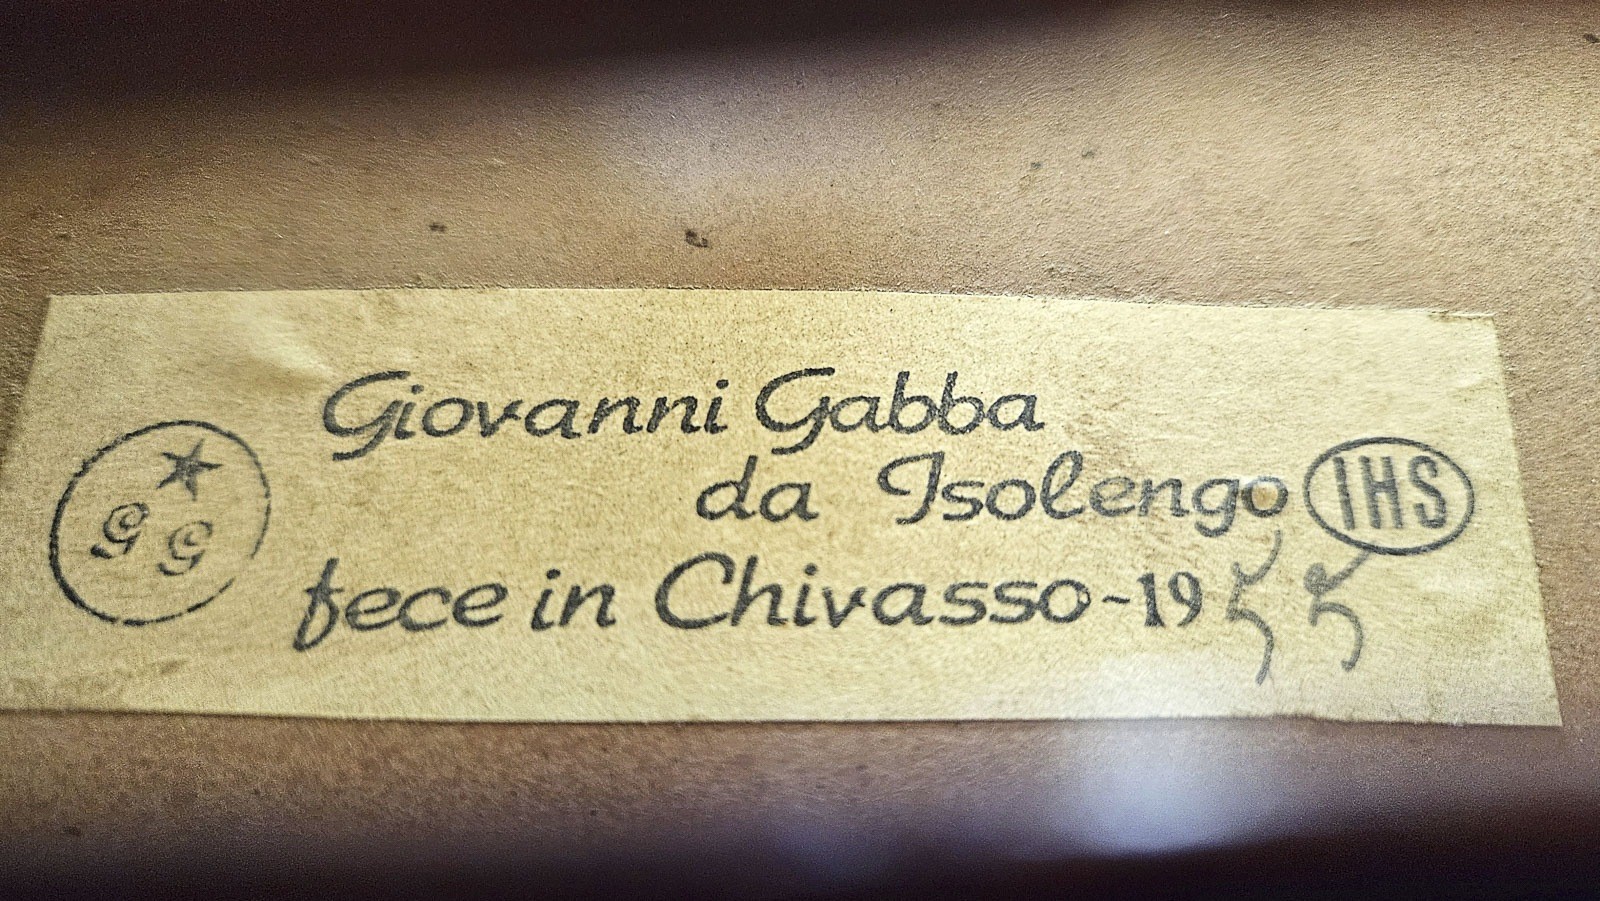 Giovanni Gabba
da Isolengo
IHS
GG
fece in Chivasso-1955